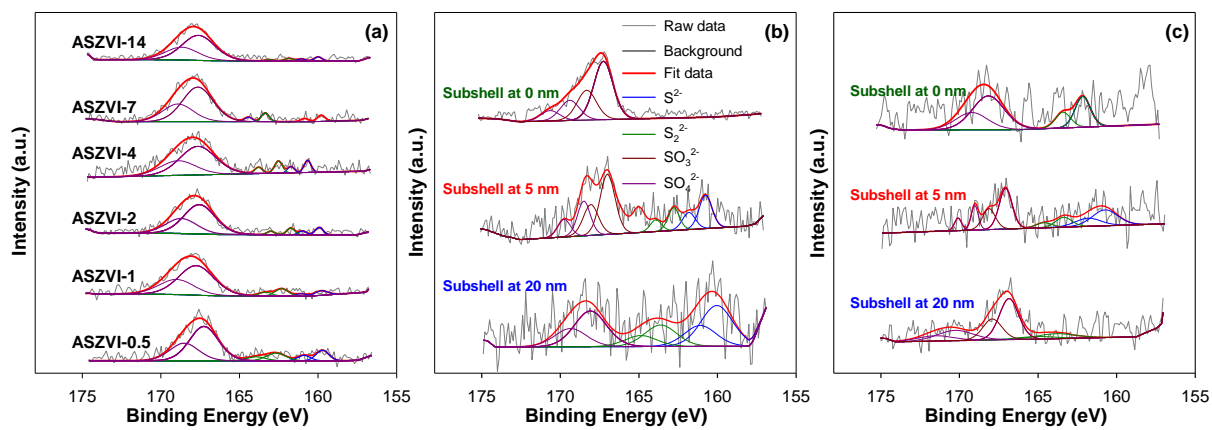 (a)
ASZVI-14
ASZVI-7
ASZVI-4
ASZVI-2
ASZVI-1
ASZVI-0.5
Intensity (a.u.)
175 170 165 160 155
Binding Energy (eV)
(b)
Raw data
Background
Fit data
S²⁻
S₂²⁻
SO₃²⁻
SO₄²⁻
Subshell at 0 nm
Subshell at 5 nm
Subshell at 20 nm
Intensity (a.u.)
175 170 165 160 155
Binding Energy (eV)
(c)
Subshell at 0 nm
Subshell at 5 nm
Subshell at 20 nm
Intensity (a.u.)
175 170 165 160 155
Binding Energy (eV)